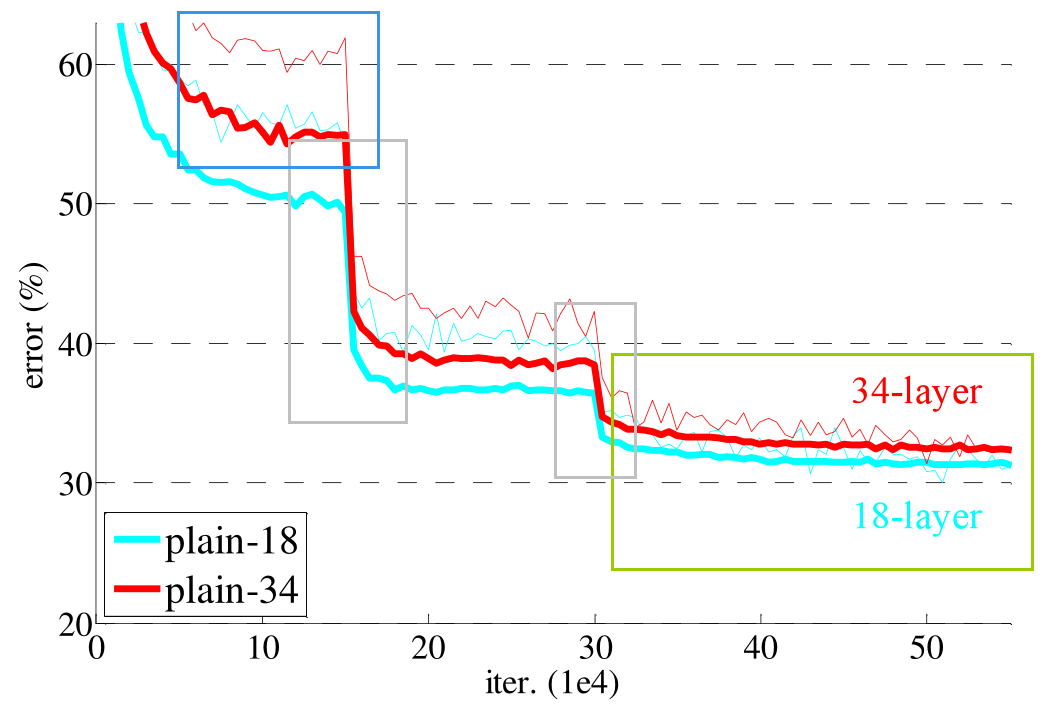 60
50
40
30
20
error (%)
34-layer
18-layer
plain-18
plain-34
0 10 20 30 40 50
iter. (1e4)